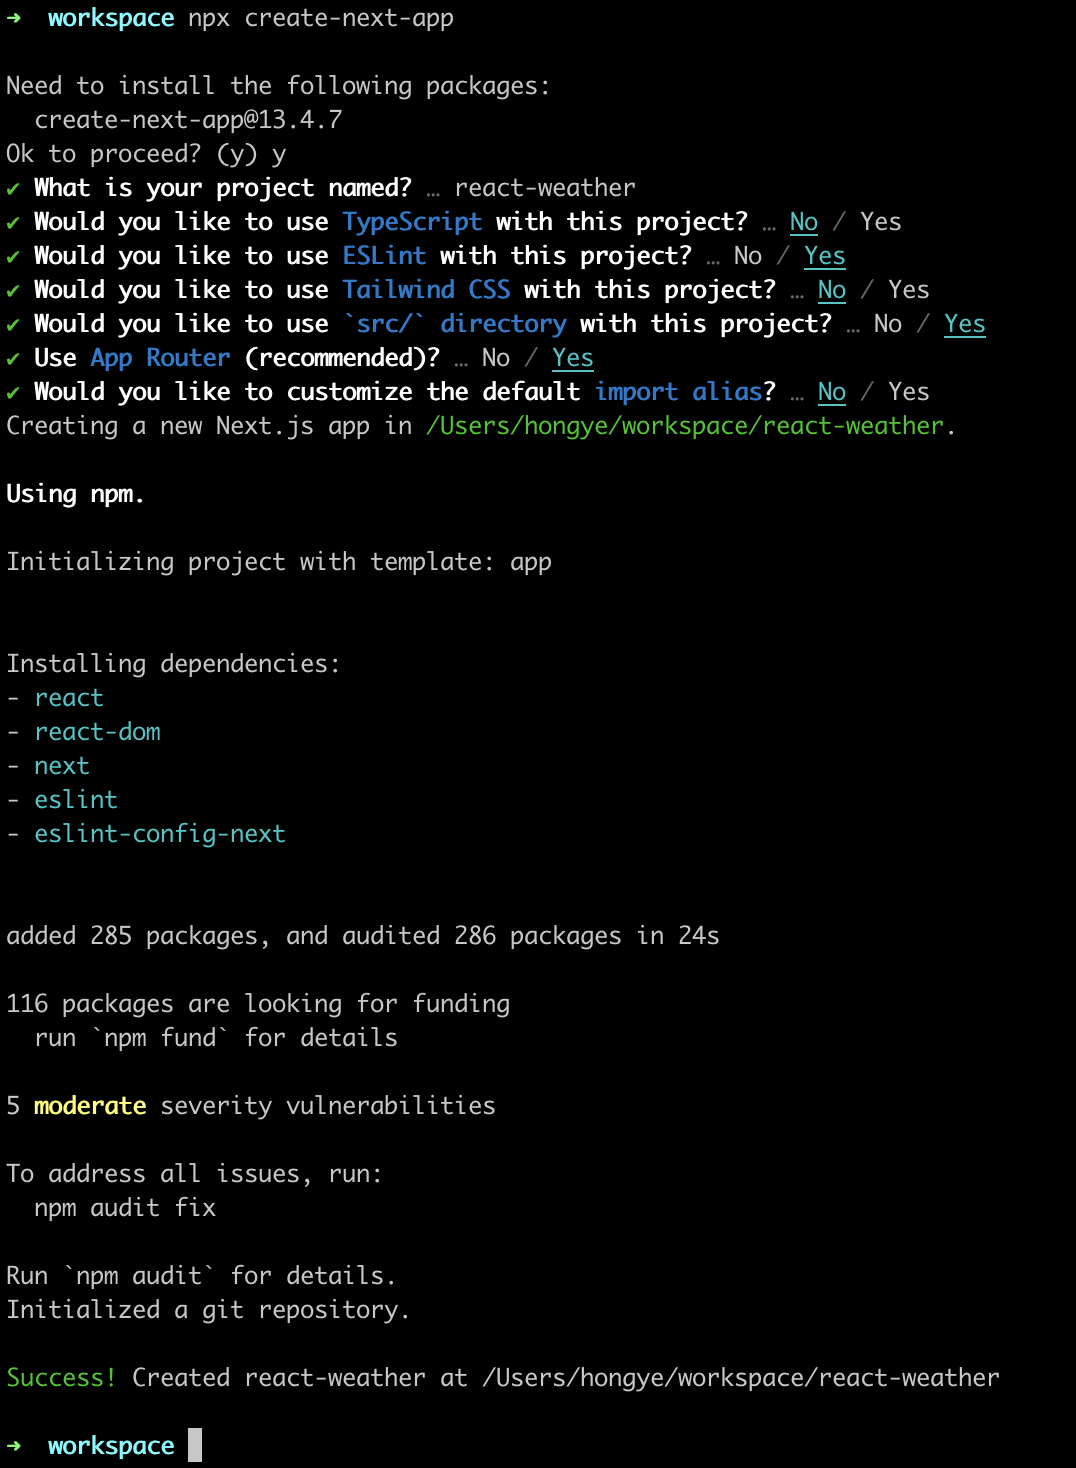 ➜  workspace npx create-next-app
Need to install the following packages:
  create-next-app@13.4.7
Ok to proceed? (y) y
✔ What is your project named? … react-weather
✔ Would you like to use TypeScript with this project? … No / Yes
✔ Would you like to use ESLint with this project? … No / Yes
✔ Would you like to use Tailwind CSS with this project? … No / Yes
✔ Would you like to use `src/` directory with this project? … No / Yes
✔ Use App Router (recommended)? … No / Yes
✔ Would you like to customize the default import alias? … No / Yes
Creating a new Next.js app in /Users/hongye/workspace/react-weather.
Using npm.
Initializing project with template: app
Installing dependencies:
- react
- react-dom
- next
- eslint
- eslint-config-next
added 285 packages, and audited 286 packages in 24s
116 packages are looking for funding
  run `npm fund` for details
5 moderate severity vulnerabilities
To address all issues, run:
  npm audit fix
Run `npm audit` for details.
Initialized a git repository.
Success! Created react-weather at /Users/hongye/workspace/react-weather
➜  workspace